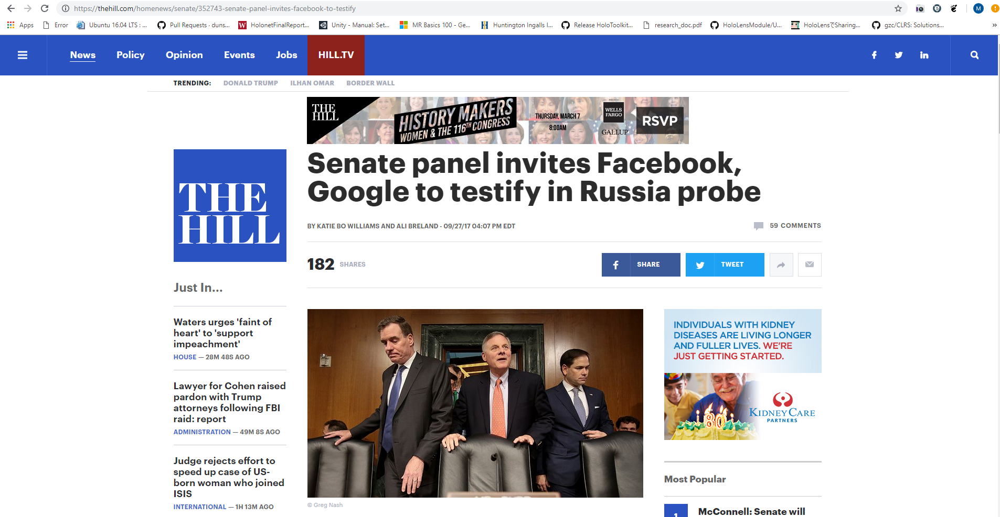 https://thehill.com/homenews/senate/352743-senate-panel-invites-facebook-to-testify
M
Apps
Error
Ubuntu 16.04 LTS : ...
Pull Requests · duns...
HolonetFinalReport...
Unity - Manual: Set...
MR Basics 100 - Ge...
Huntington Ingalls I...
Release HoloToolkit...
research_doc.pdf
HoloLensModule/U...
HoloLensでSharing...
gzc/CLRS: Solutions...
»
News
Policy
Opinion
Events
Jobs
HILL.TV
TRENDING:
DONALD TRUMP
ILHAN OMAR
BORDER WALL
THE
HILL
HISTORY MAKERS
WOMEN & THE 116TH CONGRESS
THURSDAY, MARCH 7
8:00AM
WELLS
FARGO
GALLUP
RSVP
THE
HILL
Senate panel invites Facebook,
Google to testify in Russia probe
BY KATIE BO WILLIAMS AND ALI BRELAND - 09/27/17 04:07 PM EDT
59 COMMENTS
182 SHARES
SHARE
TWEET
Just In...
Waters urges 'faint of
heart' to 'support
impeachment'
HOUSE — 28M 48S AGO
Lawyer for Cohen raised
pardon with Trump
attorneys following FBI
raid: report
ADMINISTRATION — 49M 8S AGO
Judge rejects effort to
speed up case of US-
born woman who joined
ISIS
INTERNATIONAL — 1H 13M AGO
© Greg Nash
INDIVIDUALS WITH KIDNEY
DISEASES ARE LIVING LONGER
AND FULLER LIVES. WE'RE
JUST GETTING STARTED.
80
KIDNEYCARE
PARTNERS
Most Popular
1
McConnell: Senate will